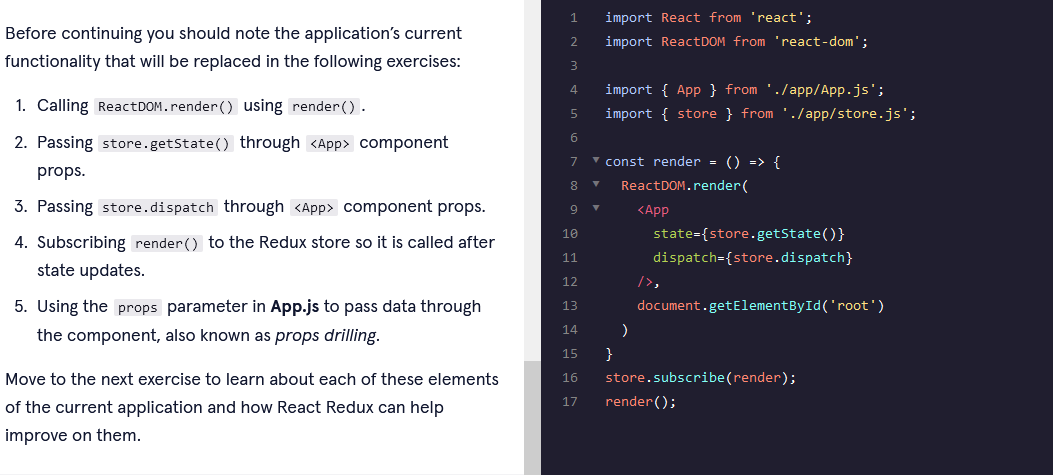 Before continuing you should note the application’s current
functionality that will be replaced in the following exercises:
1. Calling ReactDOM.render() using render().
2. Passing store.getState() through <App> component
props.
3. Passing store.dispatch through <App> component props.
4. Subscribing render() to the Redux store so it is called after
state updates.
5. Using the props parameter in App.js to pass data through
the component, also known as props drilling.
Move to the next exercise to learn about each of these elements
of the current application and how React Redux can help
improve on them.
1 import React from 'react';
2 import ReactDOM from 'react-dom';
3
4 import { App } from './app/App.js';
5 import { store } from './app/store.js';
6
7 const render = () => {
8   ReactDOM.render(
9     <App
10       state={store.getState()}
11       dispatch={store.dispatch}
12     />,
13     document.getElementById('root')
14   )
15 }
16 store.subscribe(render);
17 render();